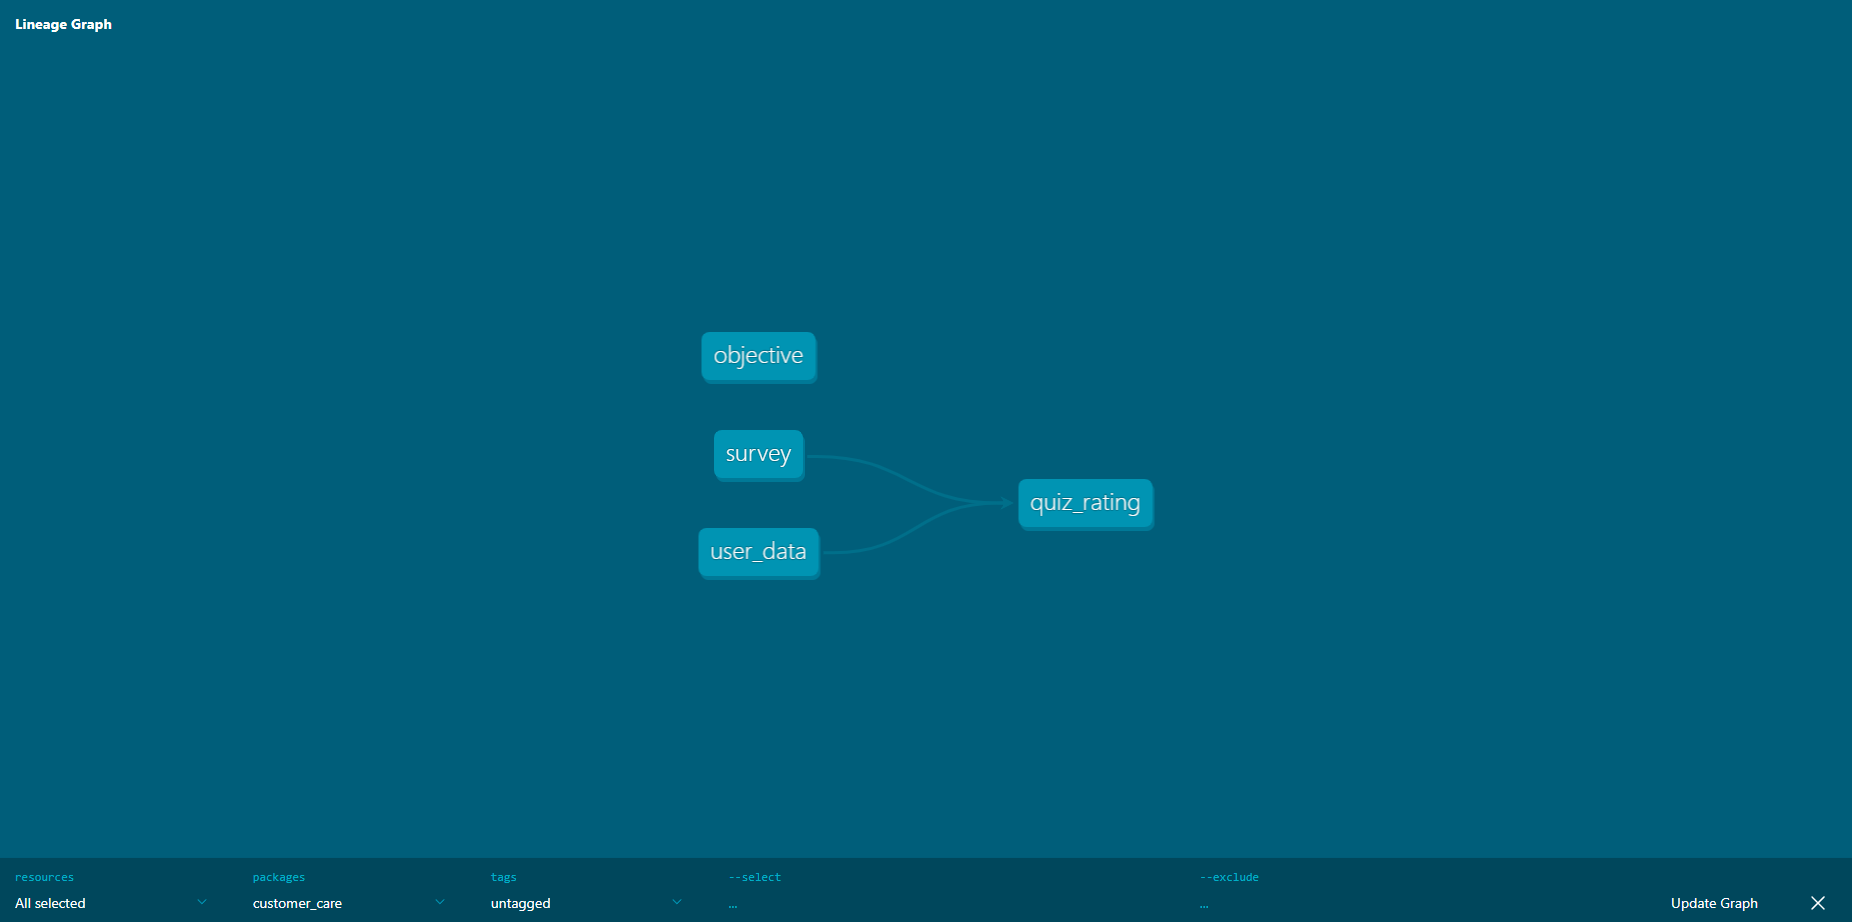 Lineage Graph
objective
survey
quiz_rating
user_data
resources
packages
tags
--select
--exclude
All selected
customer_care
untagged
...
...
Update Graph